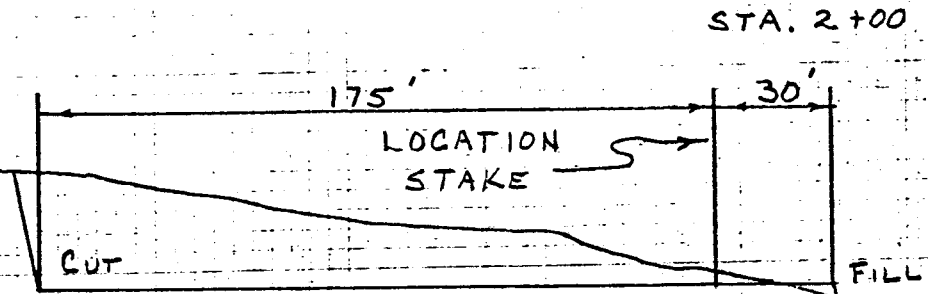 STA. 2+00
175' 30'
LOCATION
STAKE
CUT FILL